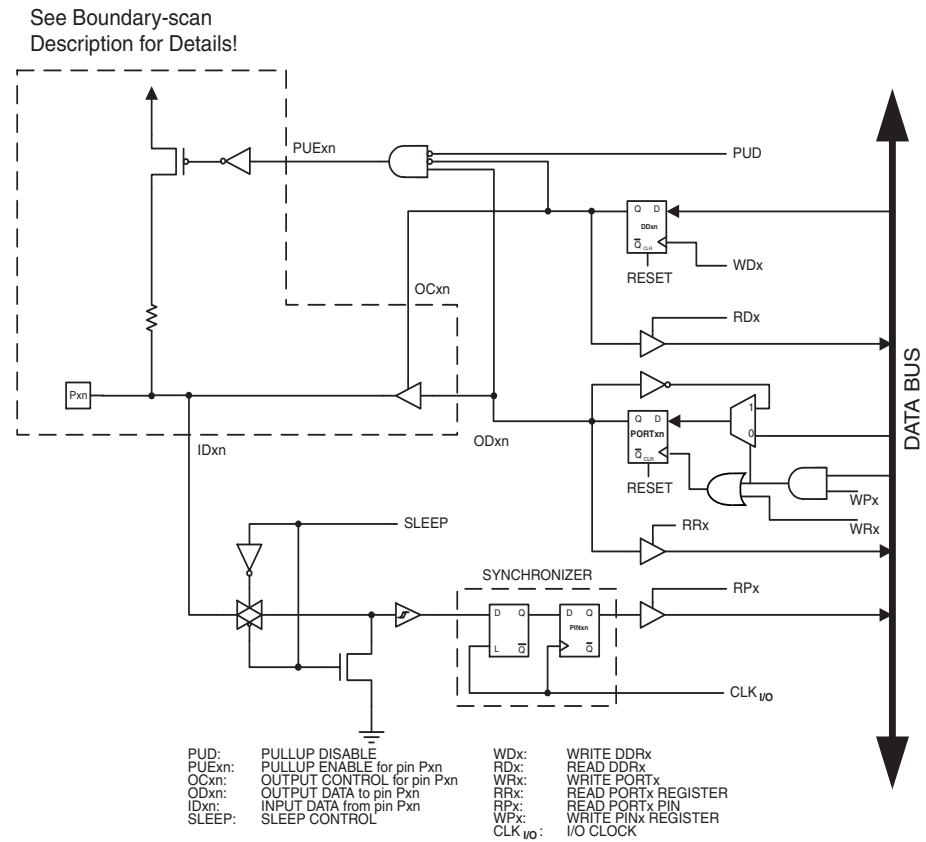 See Boundary-scan
Description for Details!
PUExn
PUD
Q D
DDxn
Q CLR
WDx
RESET
OCxn
RDx
Pxn
1
Q D
PORTxn
0
Q CLR
ODxn
IDxn
RESET
WPx
WRx
SLEEP
RRx
SYNCHRONIZER
RPx
D Q
D Q
PINxn
L Q
Q
CLK I/O
DATA BUS
PUD: PULLUP DISABLE
PUExn: PULLUP ENABLE for pin Pxn
OCxn: OUTPUT CONTROL for pin Pxn
ODxn: OUTPUT DATA to pin Pxn
IDxn: INPUT DATA from pin Pxn
SLEEP: SLEEP CONTROL
WDx: WRITE DDRx
RDx: READ DDRx
WRx: WRITE PORTx
RRx: READ PORTx REGISTER
RPx: READ PORTx PIN
WPx: WRITE PINx REGISTER
CLK I/O : I/O CLOCK